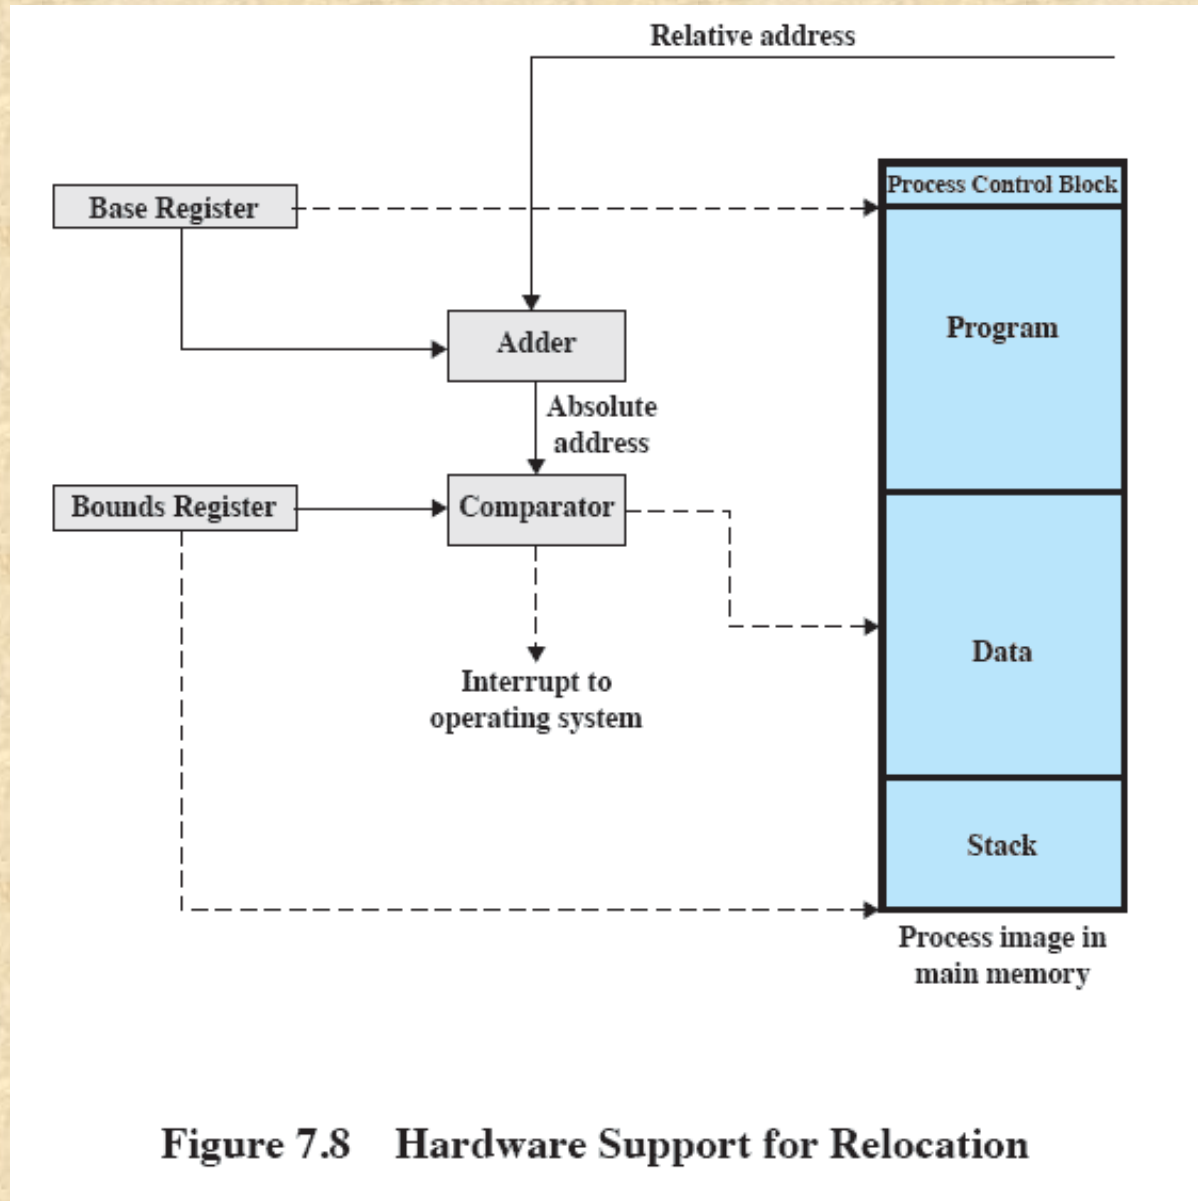 Relative address
Process Control Block
Base Register
Program
Adder
Absolute
address
Bounds Register
Comparator
Data
Interrupt to
operating system
Stack
Process image in
main memory
Figure 7.8 Hardware Support for Relocation